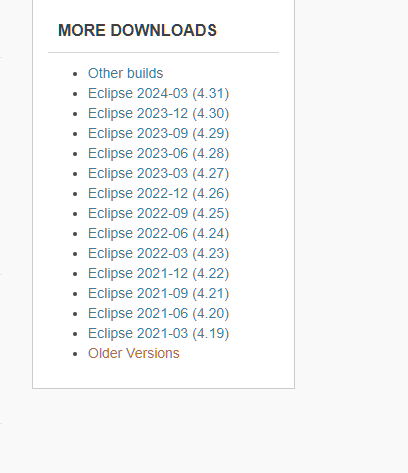 MORE DOWNLOADS
Other builds
Eclipse 2024-03 (4.31)
Eclipse 2023-12 (4.30)
Eclipse 2023-09 (4.29)
Eclipse 2023-06 (4.28)
Eclipse 2023-03 (4.27)
Eclipse 2022-12 (4.26)
Eclipse 2022-09 (4.25)
Eclipse 2022-06 (4.24)
Eclipse 2022-03 (4.23)
Eclipse 2021-12 (4.22)
Eclipse 2021-09 (4.21)
Eclipse 2021-06 (4.20)
Eclipse 2021-03 (4.19)
Older Versions